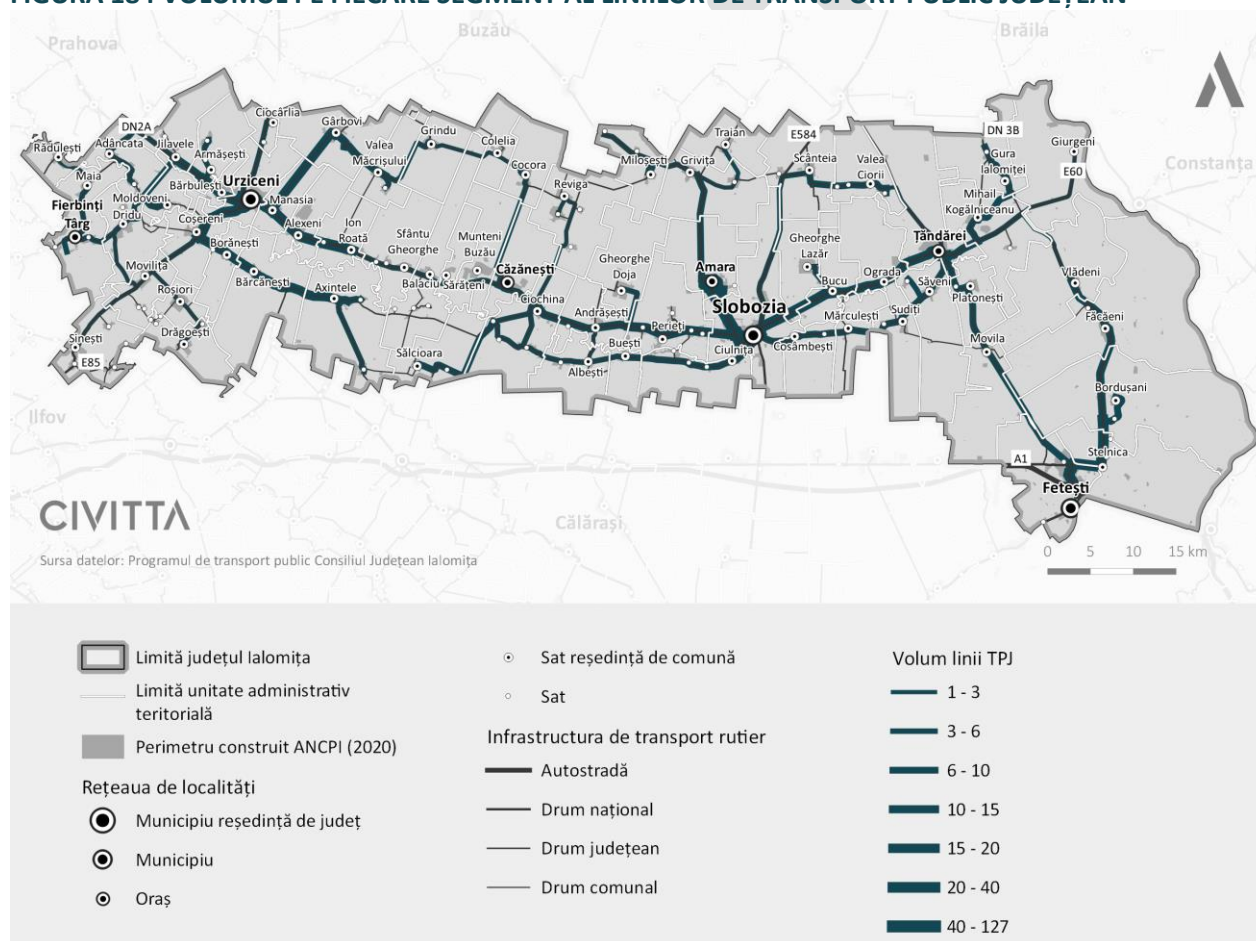 FIGURA 18 : VOLUMUL PE FIECARE SEGMENT AL LINIILOR DE TRANSPORT PUBLIC JUDEȚEAN
Prahova
Buzău
Brăila
DN2A
Ciocârlia
Gârbovi
Grindu
Colelia
Traian
E584
DN 3B
Giurgeni
Rădulești
Adâncata
Jilavele
Armășești
Valea
Măcrișului
Cocora
Miloșești
Grivița
Scânteia
Valea
Ciorii
Gura
Ialomiței
E60
Constanța
Maia
Bărbulești
Urziceni
Reviga
Mihail
Kogălniceanu
Fierbinți
Târg
Moldoveni
Dridu
Coșereni
Manasia
Alexeni
Ion
Roată
Sfântu
Gheorghe
Munteni
Buzău
Gheorghe
Lazăr
Țăndărei
Borănești
Bărcănești
Balaciu
Sărățeni
Căzănești
Gheorghe
Doja
Amara
Bucu
Ograda
Săveni
Platonești
Vlădeni
Movilița
Roșiori
Axintele
Ciochina
Andrășești
Slobozia
Perieți
Mărculești
Sudiți
Făcăeni
Sinești
Drăgoești
Sălcioara
Buești
Albești
Ciulnița
Cosâmbești
Movila
E85
Bordușani
Ilfov
A1
Stelnica
Fetești
CIVITTA
Călărași
Sursa datelor: Programul de transport public Consiliul Județean Ialomița
0 5 10 15 km
Limită județul Ialomița
Limită unitate administrativ
teritorială
Perimetru construit ANCPI (2020)
Rețeaua de localități
Municipiu reședință de județ
Municipiu
Oraș
Sat reședință de comună
Sat
Infrastructura de transport rutier
Autostradă
Drum național
Drum județean
Drum comunal
Volum linii TPJ
1 - 3
3 - 6
6 - 10
10 - 15
15 - 20
20 - 40
40 - 127